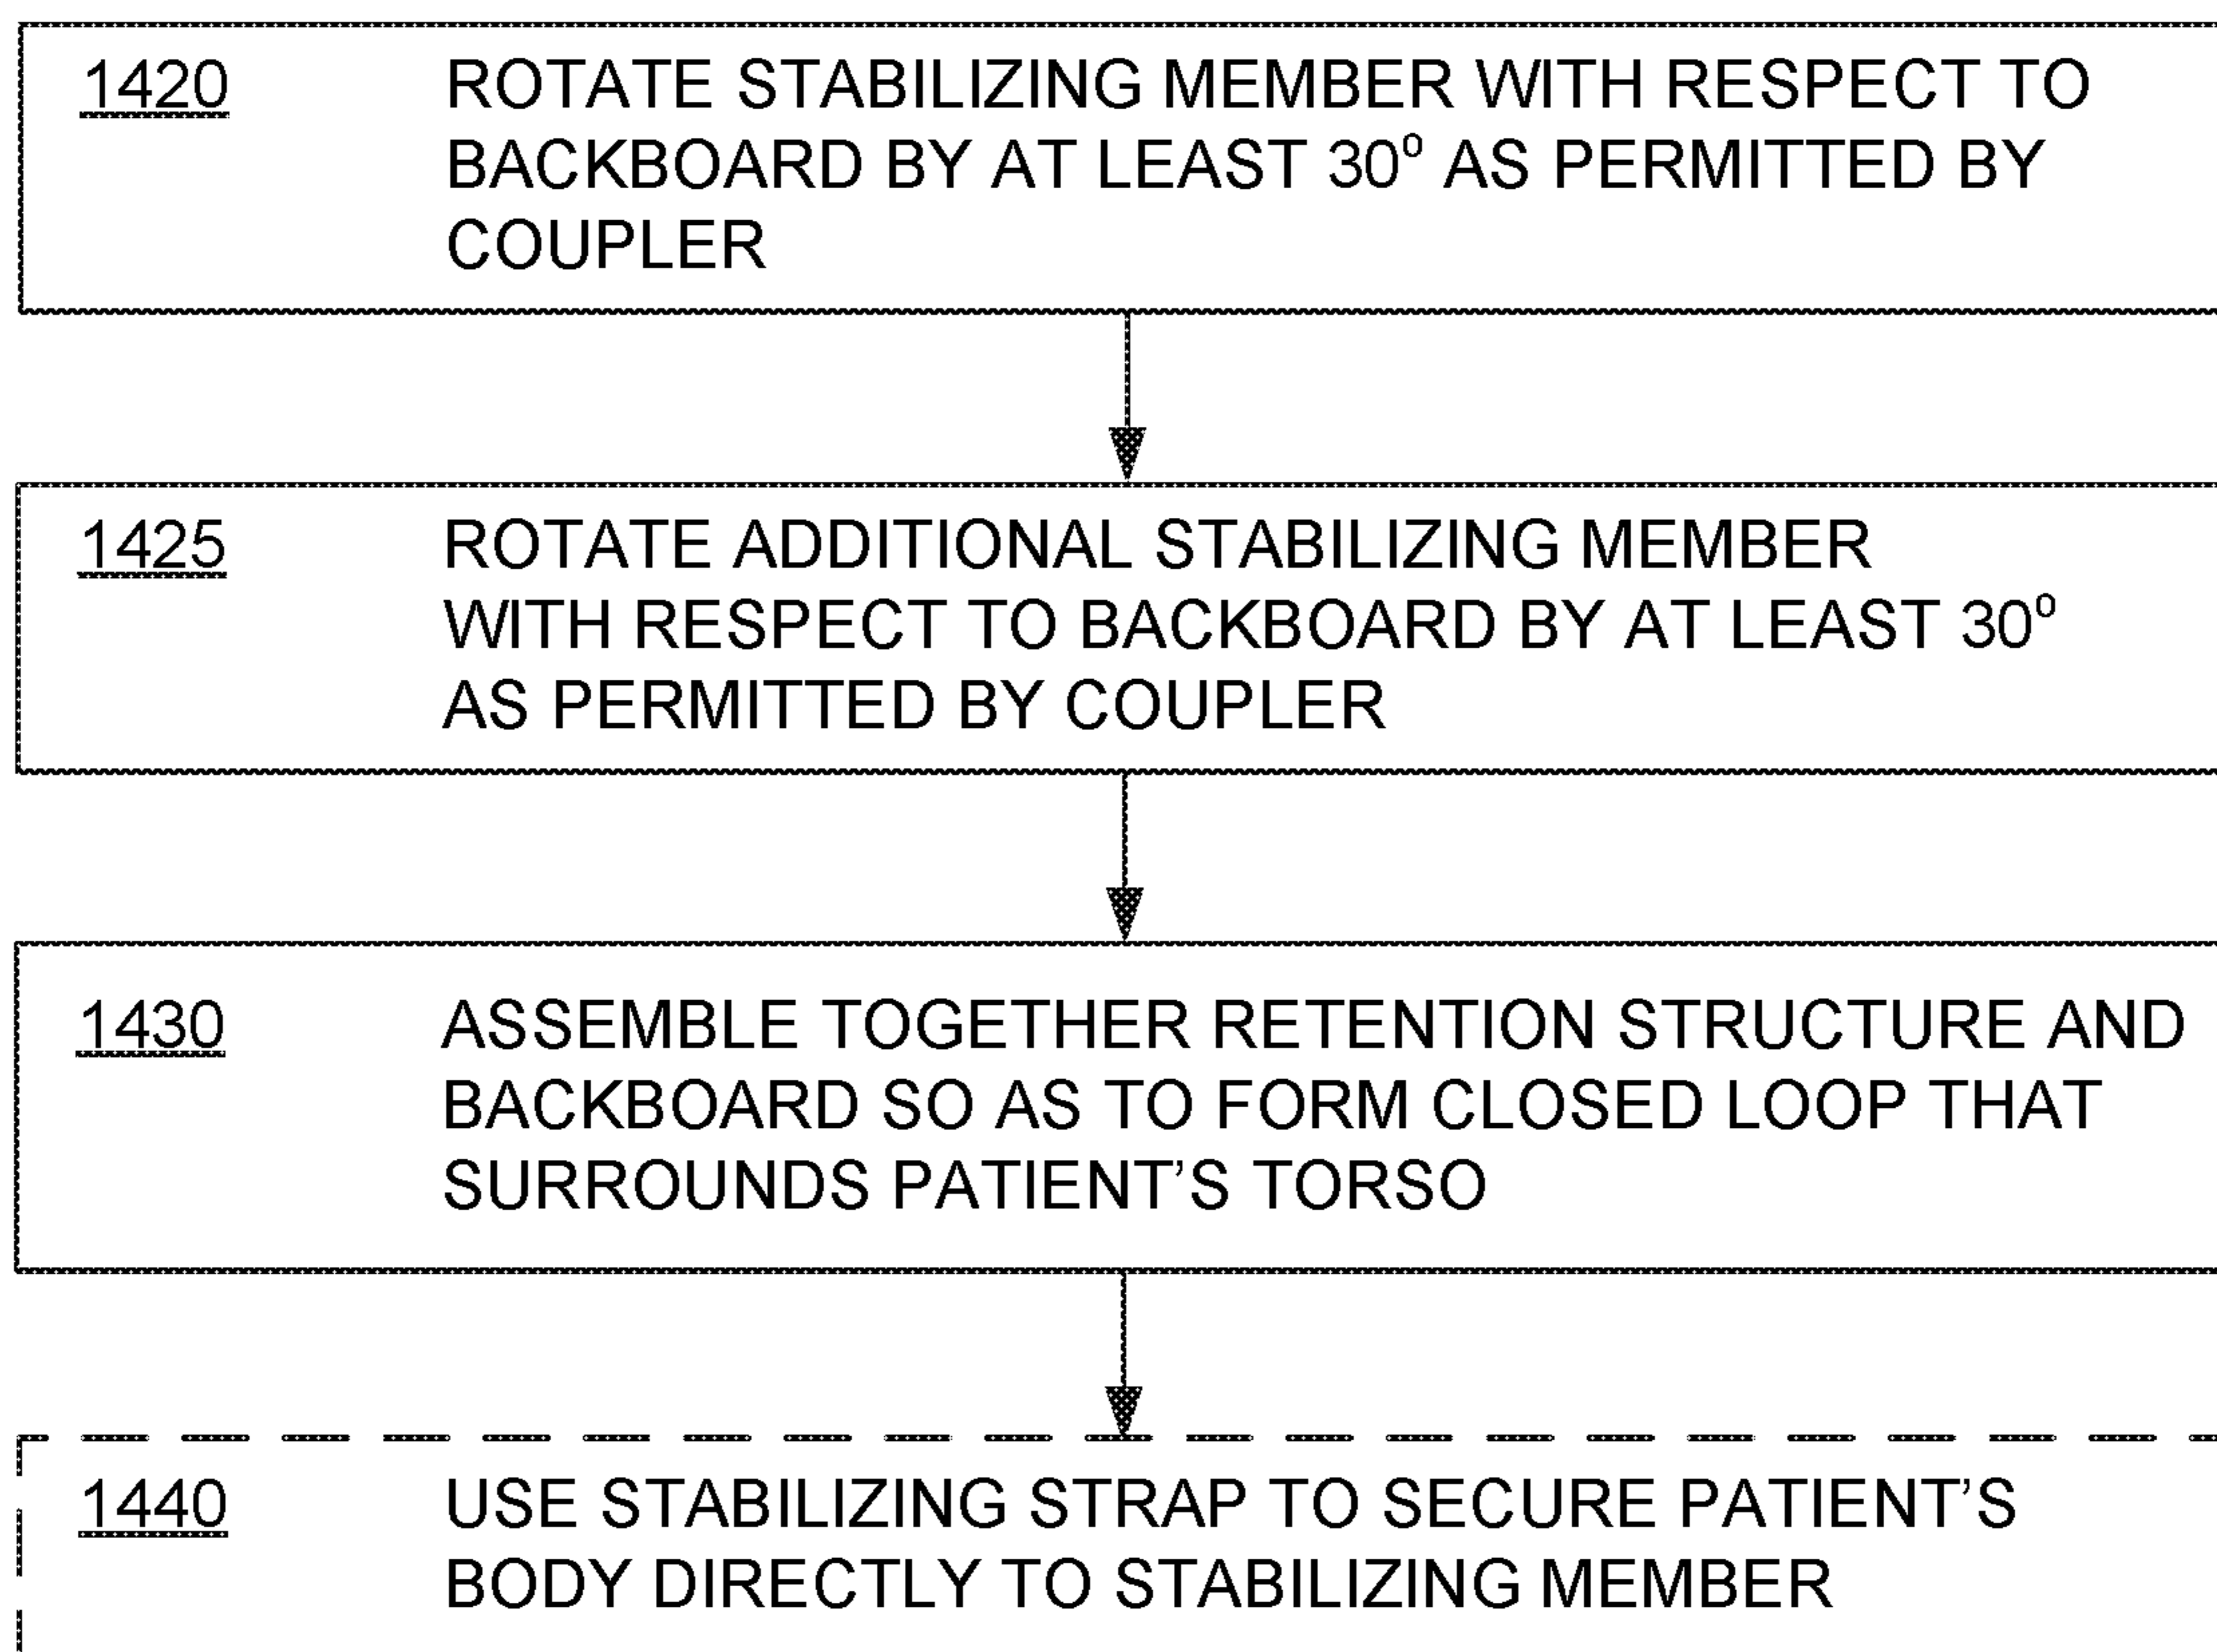 1420 ROTATE STABILIZING MEMBER WITH RESPECT TO
BACKBOARD BY AT LEAST 30° AS PERMITTED BY
COUPLER
1425 ROTATE ADDITIONAL STABILIZING MEMBER
WITH RESPECT TO BACKBOARD BY AT LEAST 30°
AS PERMITTED BY COUPLER
1430 ASSEMBLE TOGETHER RETENTION STRUCTURE AND
BACKBOARD SO AS TO FORM CLOSED LOOP THAT
SURROUNDS PATIENT'S TORSO
1440 USE STABILIZING STRAP TO SECURE PATIENT'S
BODY DIRECTLY TO STABILIZING MEMBER